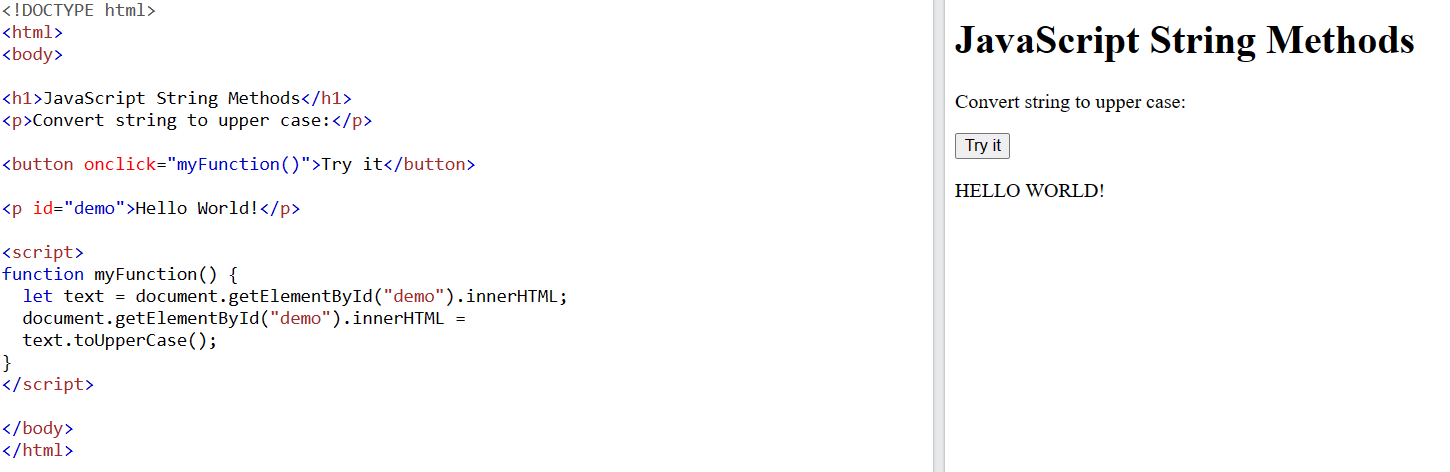 <!DOCTYPE html>
<html>
<body>
<h1>JavaScript String Methods</h1>
<p>Convert string to upper case:</p>
<button onclick="myFunction()">Try it</button>
<p id="demo">Hello World!</p>
<script>
function myFunction() {
  let text = document.getElementById("demo").innerHTML;
  document.getElementById("demo").innerHTML =
  text.toUpperCase();
}
</script>
</body>
</html>
JavaScript String Methods
Convert string to upper case:
Try it
HELLO WORLD!